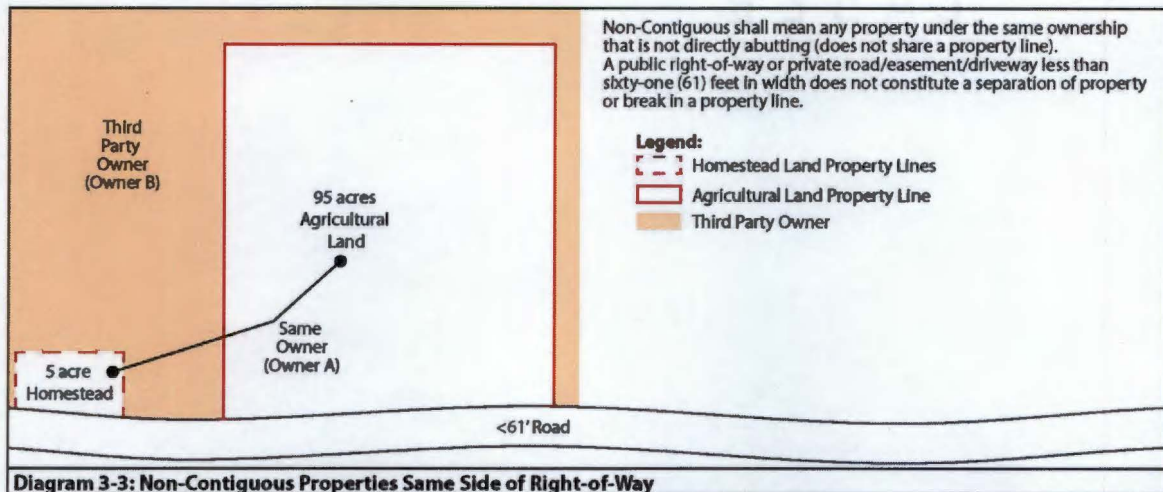 Non-Contiguous shall mean any property under the same ownership
that is not directly abutting (does not share a property line).
A public right-of-way or private road/easement/driveway less than
sixty-one (61) feet in width does not constitute a separation of property
or break in a property line.
Legend:
Homestead Land Property Lines
Agricultural Land Property Line
Third Party Owner
Third
Party
Owner
(Owner B)
95 acres
Agricultural
Land
Same
Owner
(Owner A)
5 acre
Homestead
<61' Road
Diagram 3-3: Non-Contiguous Properties Same Side of Right-of-Way